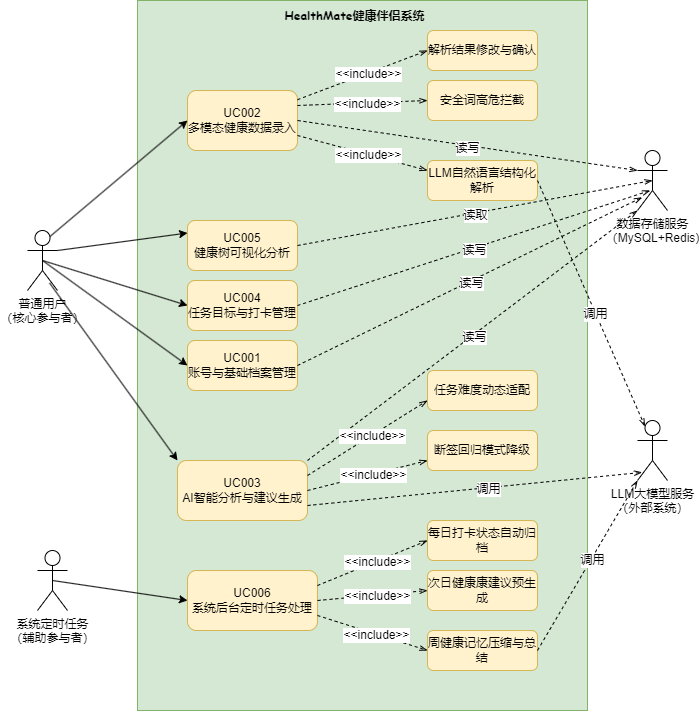 HealthMate健康伴侣系统
解析结果修改与确认
<<include>>
UC002
多模态健康数据录入
<<include>>
安全词高危拦截
<<include>>
读写
LLM自然语言结构化
解析
数据存储服务
(MySQL+Redis)
读取
UC005
健康树可视化分析
读写
普通用户
(核心参与者)
UC004
任务目标与打卡管理
读写
调用
UC001
账号与基础档案管理
读写
任务难度动态适配
<<include>>
断签回归模式降级
<<include>>
UC003
AI智能分析与建议生成
调用
LLM大模型服务
(外部系统)
每日打卡状态自动归
档
<<include>>
调用
UC006
系统后台定时任务处理
<<include>>
次日健康康建议预生
成
系统定时任务
(辅助参与者)
<<include>>
周健康记忆压缩与总
结